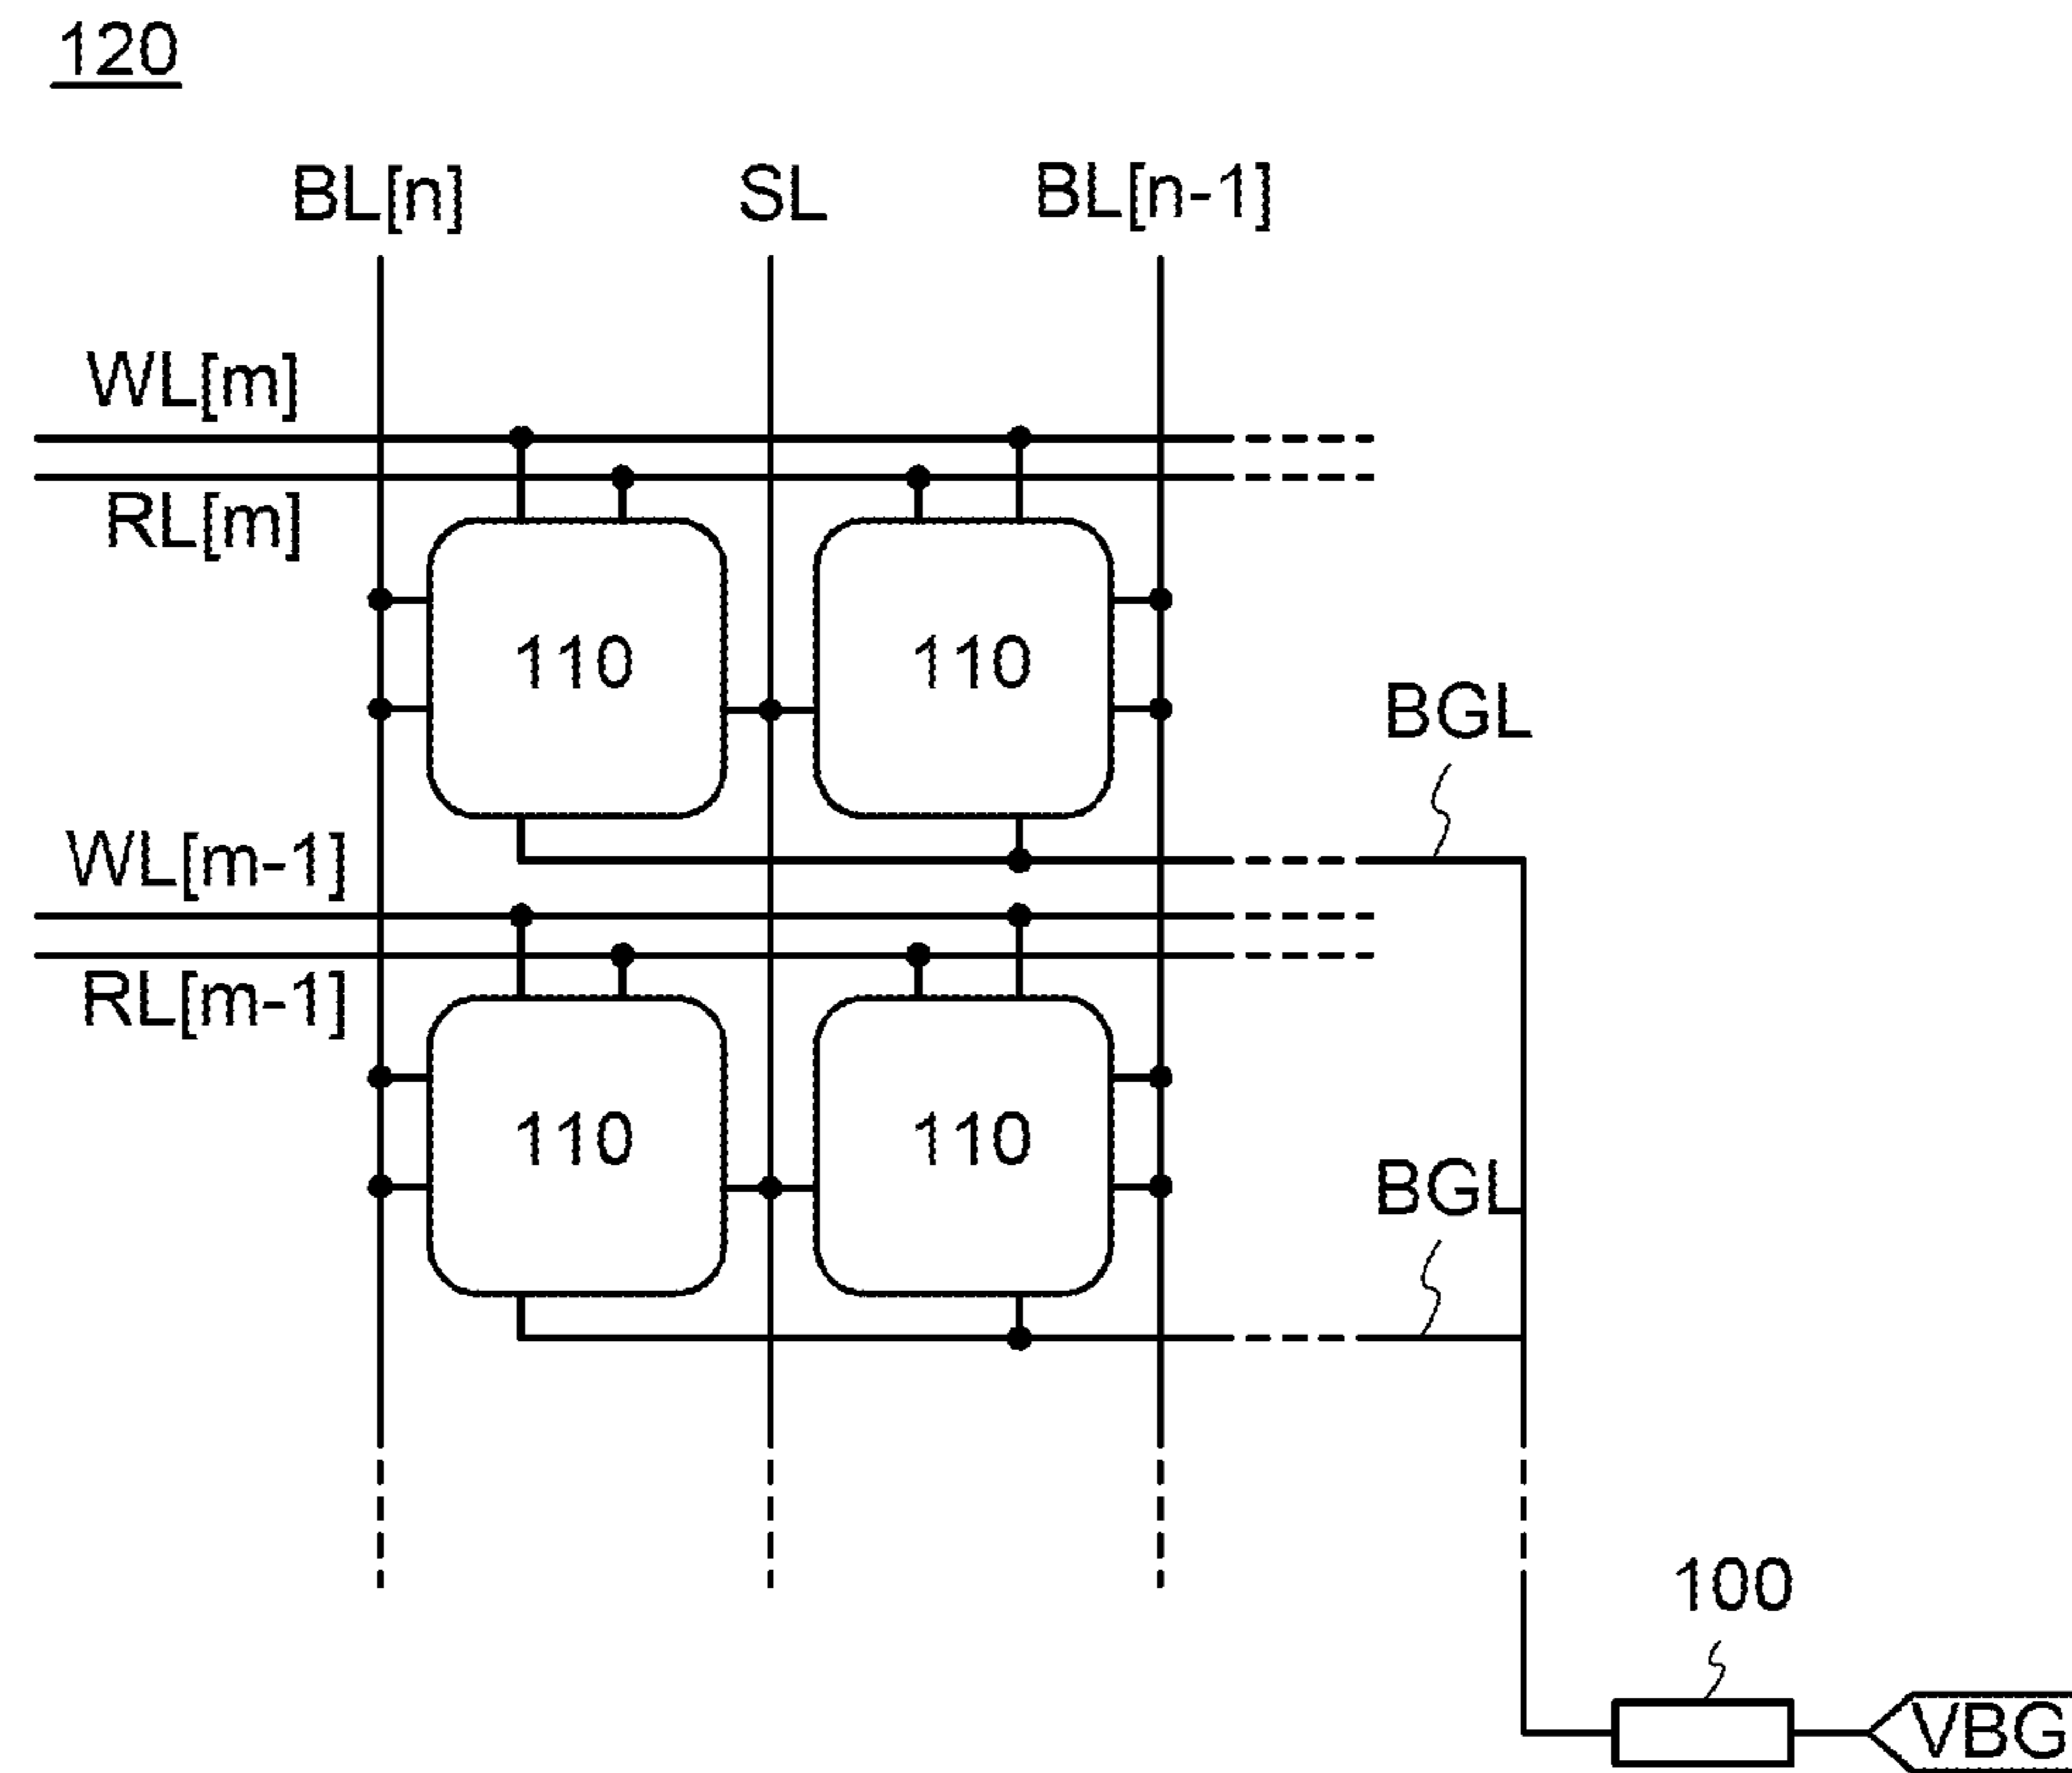 120
BL[n] SL BL[n-1]
WL[m]
RL[m]
110 110
BGL
WL[m-1]
RL[m-1]
110 110
BGL
100
VBG